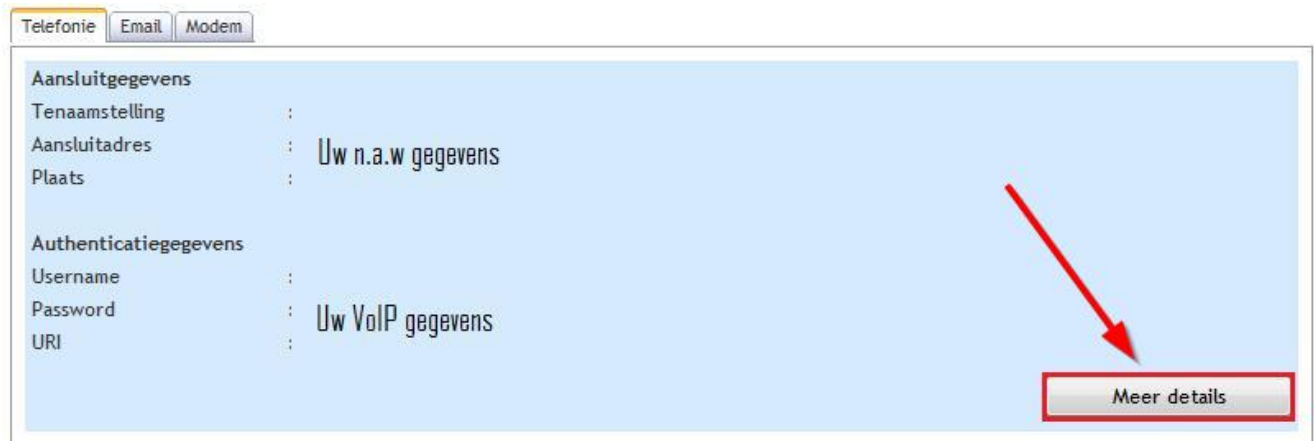 Telefonie Email Modem
Aansluitgegevens
Tenaamstelling :
Aansluitadres : Uw n.a.w gegevens
Plaats :
Authenticatiegegevens
Username :
Password : Uw VoIP gegevens
URI :
Meer details